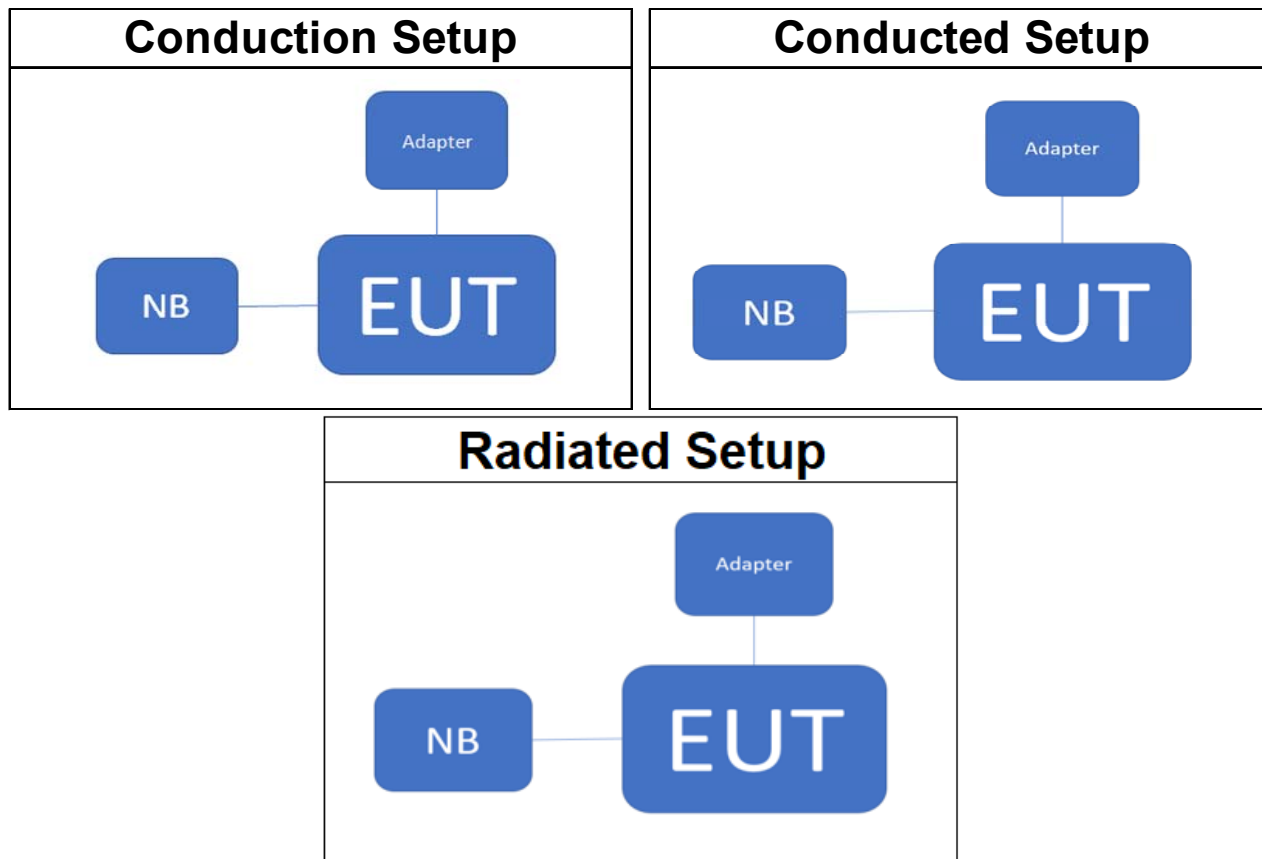 Conduction Setup
Adapter
NB
EUT
Conducted Setup
Adapter
NB
EUT
Radiated Setup
Adapter
NB
EUT